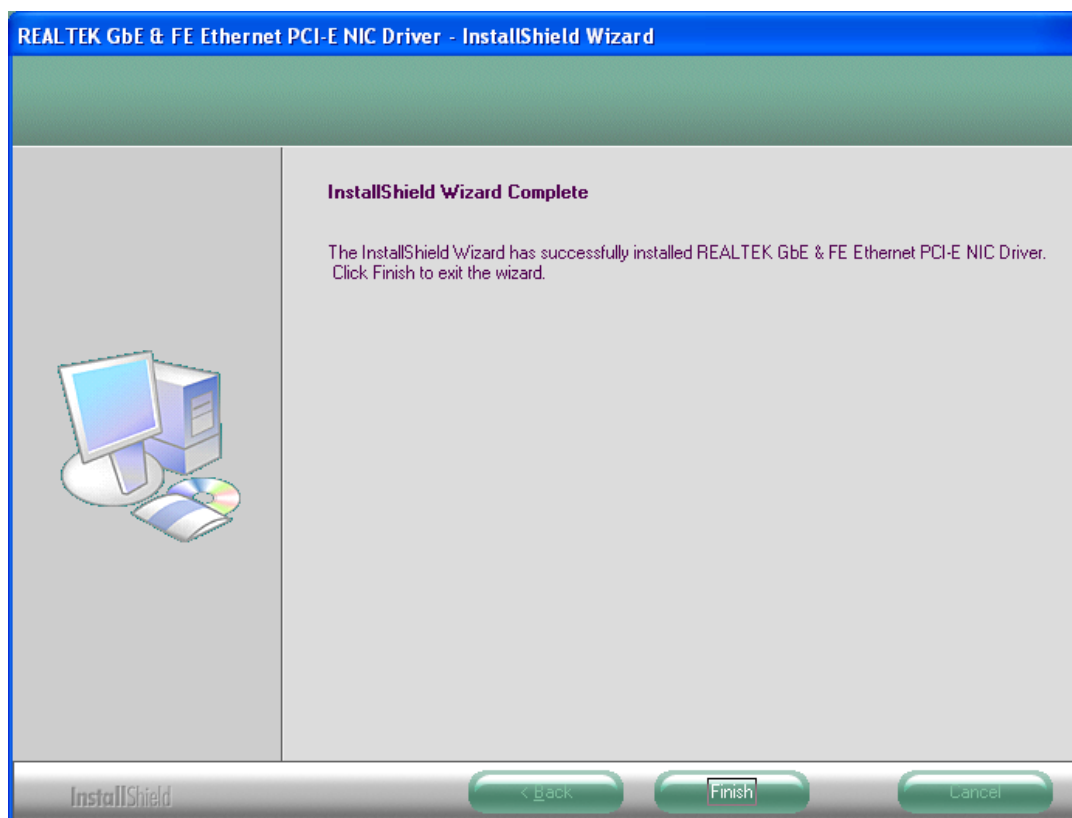 REALTEK GbE & FE Ethernet PCI-E NIC Driver - InstallShield Wizard
InstallShield Wizard Complete
The InstallShield Wizard has successfully installed REALTEK GbE & FE Ethernet PCI-E NIC Driver.
Click Finish to exit the wizard.
InstallShield
< Back
Finish
Cancel